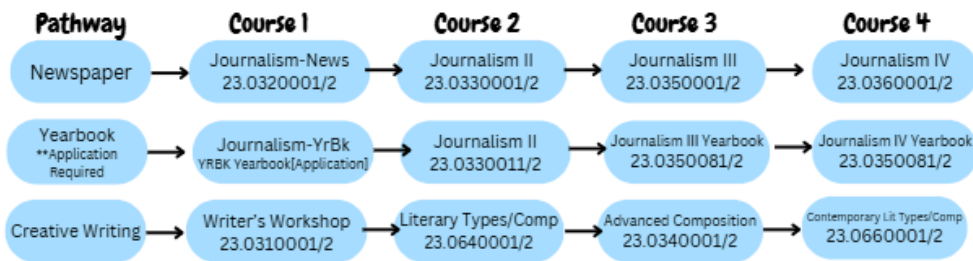 Pathway Course 1 Course 2 Course 3 Course 4
Newspaper
Journalism-News
23.0320001/2
Journalism II
23.0330001/2
Journalism III
23.0350001/2
Journalism IV
23.0360001/2
Yearbook
**Application
Required
Journalism-YrBk
YRBK Yearbook[Application]
Journalism II
23.0330011/2
Journalism III Yearbook
23.0350081/2
Journalism IV Yearbook
23.0350081/2
Creative Writing
Writer's Workshop
23.0310001/2
Literary Types/Comp
23.0640001/2
Advanced Composition
23.0340001/2
Contemporary Lit Types/Comp
23.0660001/2